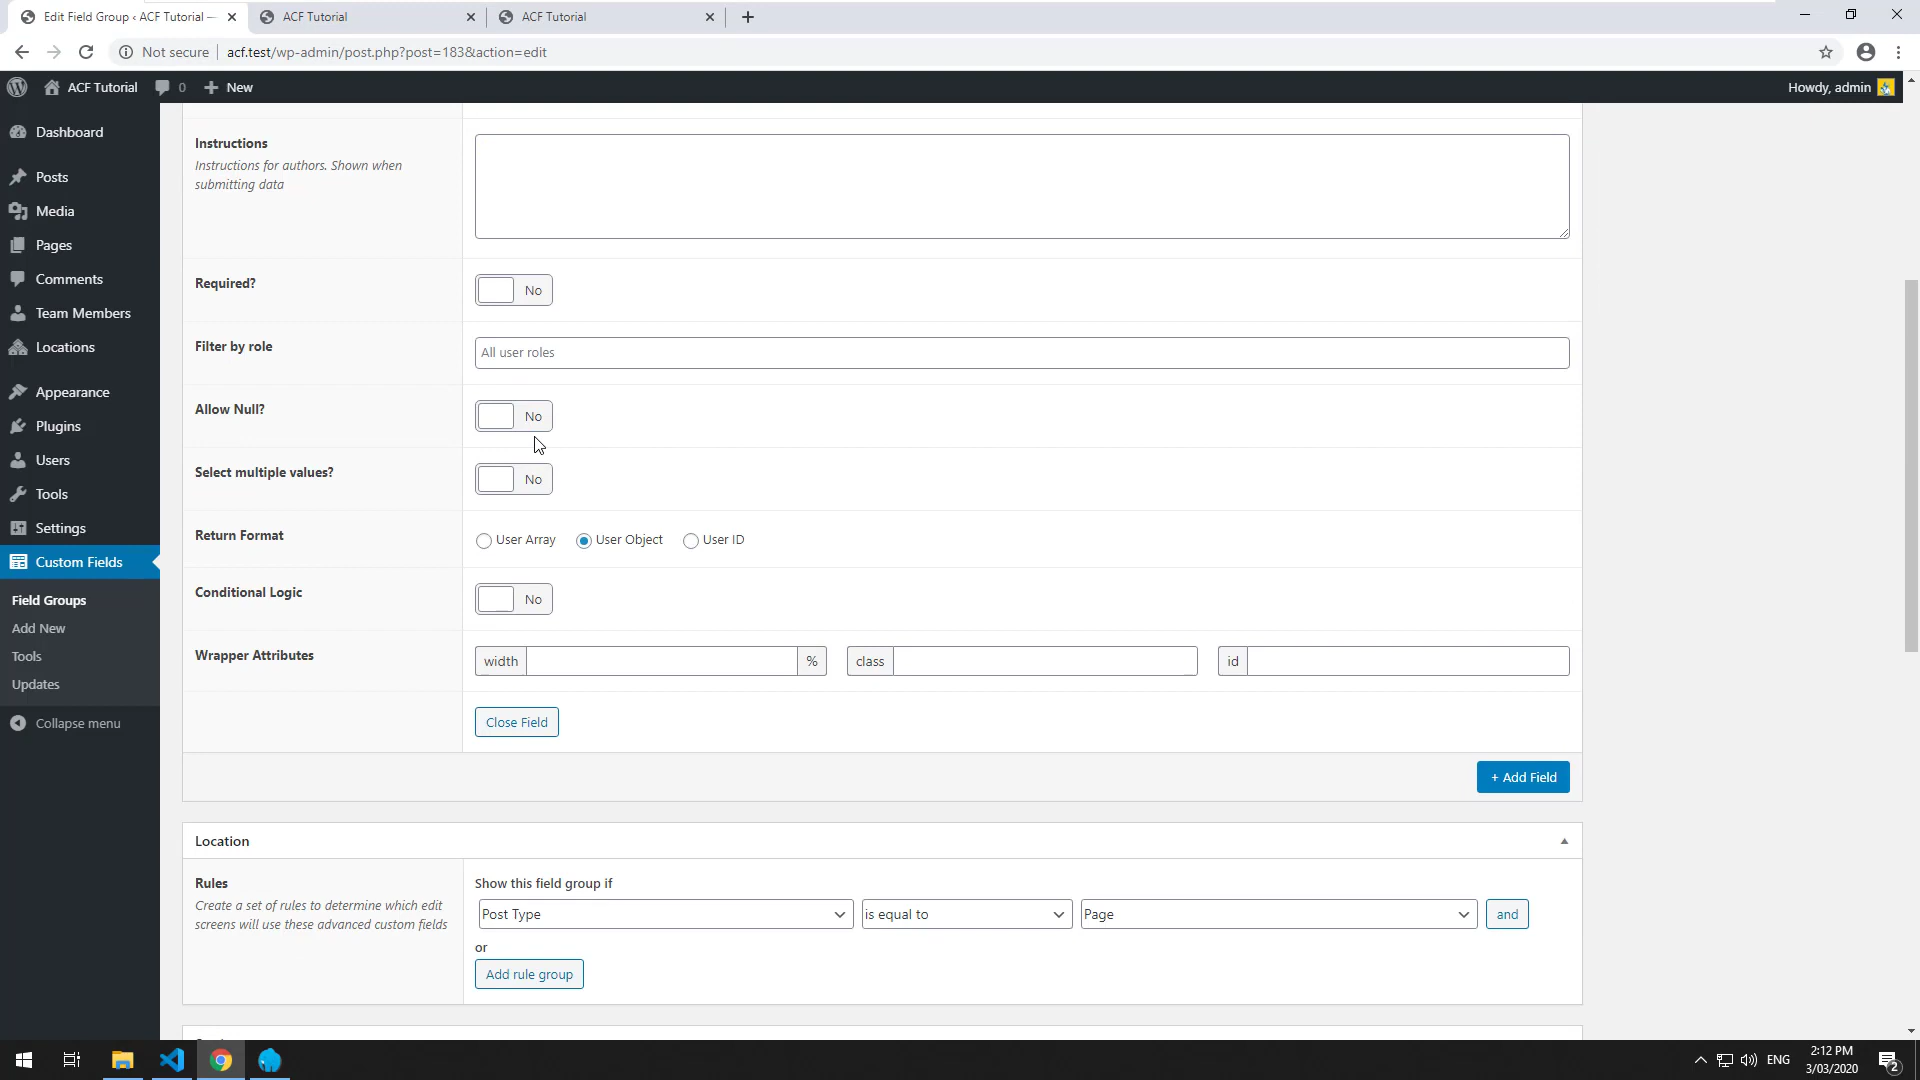 Edit Field Group ‹ ACF Tutorial —
ACF Tutorial
ACF Tutorial
Not secure
acf.test/wp-admin/post.php?post=183&action=edit
ACF Tutorial
0
New
Howdy, admin
Dashboard
Posts
Media
Pages
Comments
Team Members
Locations
Appearance
Plugins
Users
Tools
Settings
Custom Fields
Field Groups
Add New
Tools
Updates
Collapse menu
Instructions
Instructions for authors. Shown when
submitting data
Required?
No
Filter by role
All user roles
Allow Null?
No
Select multiple values?
No
Return Format
User Array
User Object
User ID
Conditional Logic
No
Wrapper Attributes
width
%
class
id
Close Field
+ Add Field
Location
Rules
Create a set of rules to determine which edit
screens will use these advanced custom fields
Show this field group if
Post Type
is equal to
Page
and
or
Add rule group
ENG
2:12 PM
3/03/2020
2